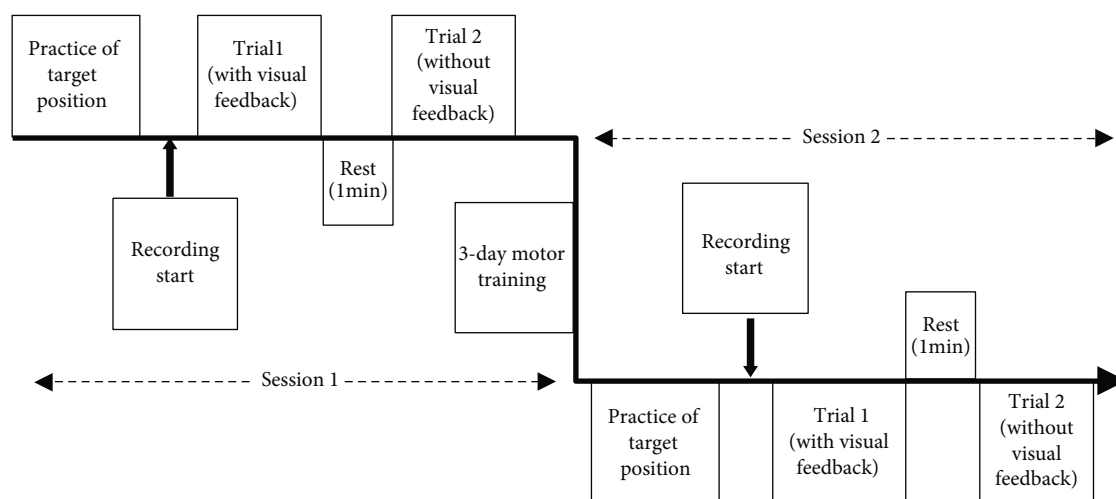 Practice of
target
position
Trial1
(with visual
feedback)
Trial 2
(without
visual
feedback)
Rest
(1min)
Recording
start
3-day motor
training
Session 1
Session 2
Recording
start
Rest
(1min)
Practice of
target
position
Trial 1
(with visual
feedback)
Trial 2
(without
visual
feedback)